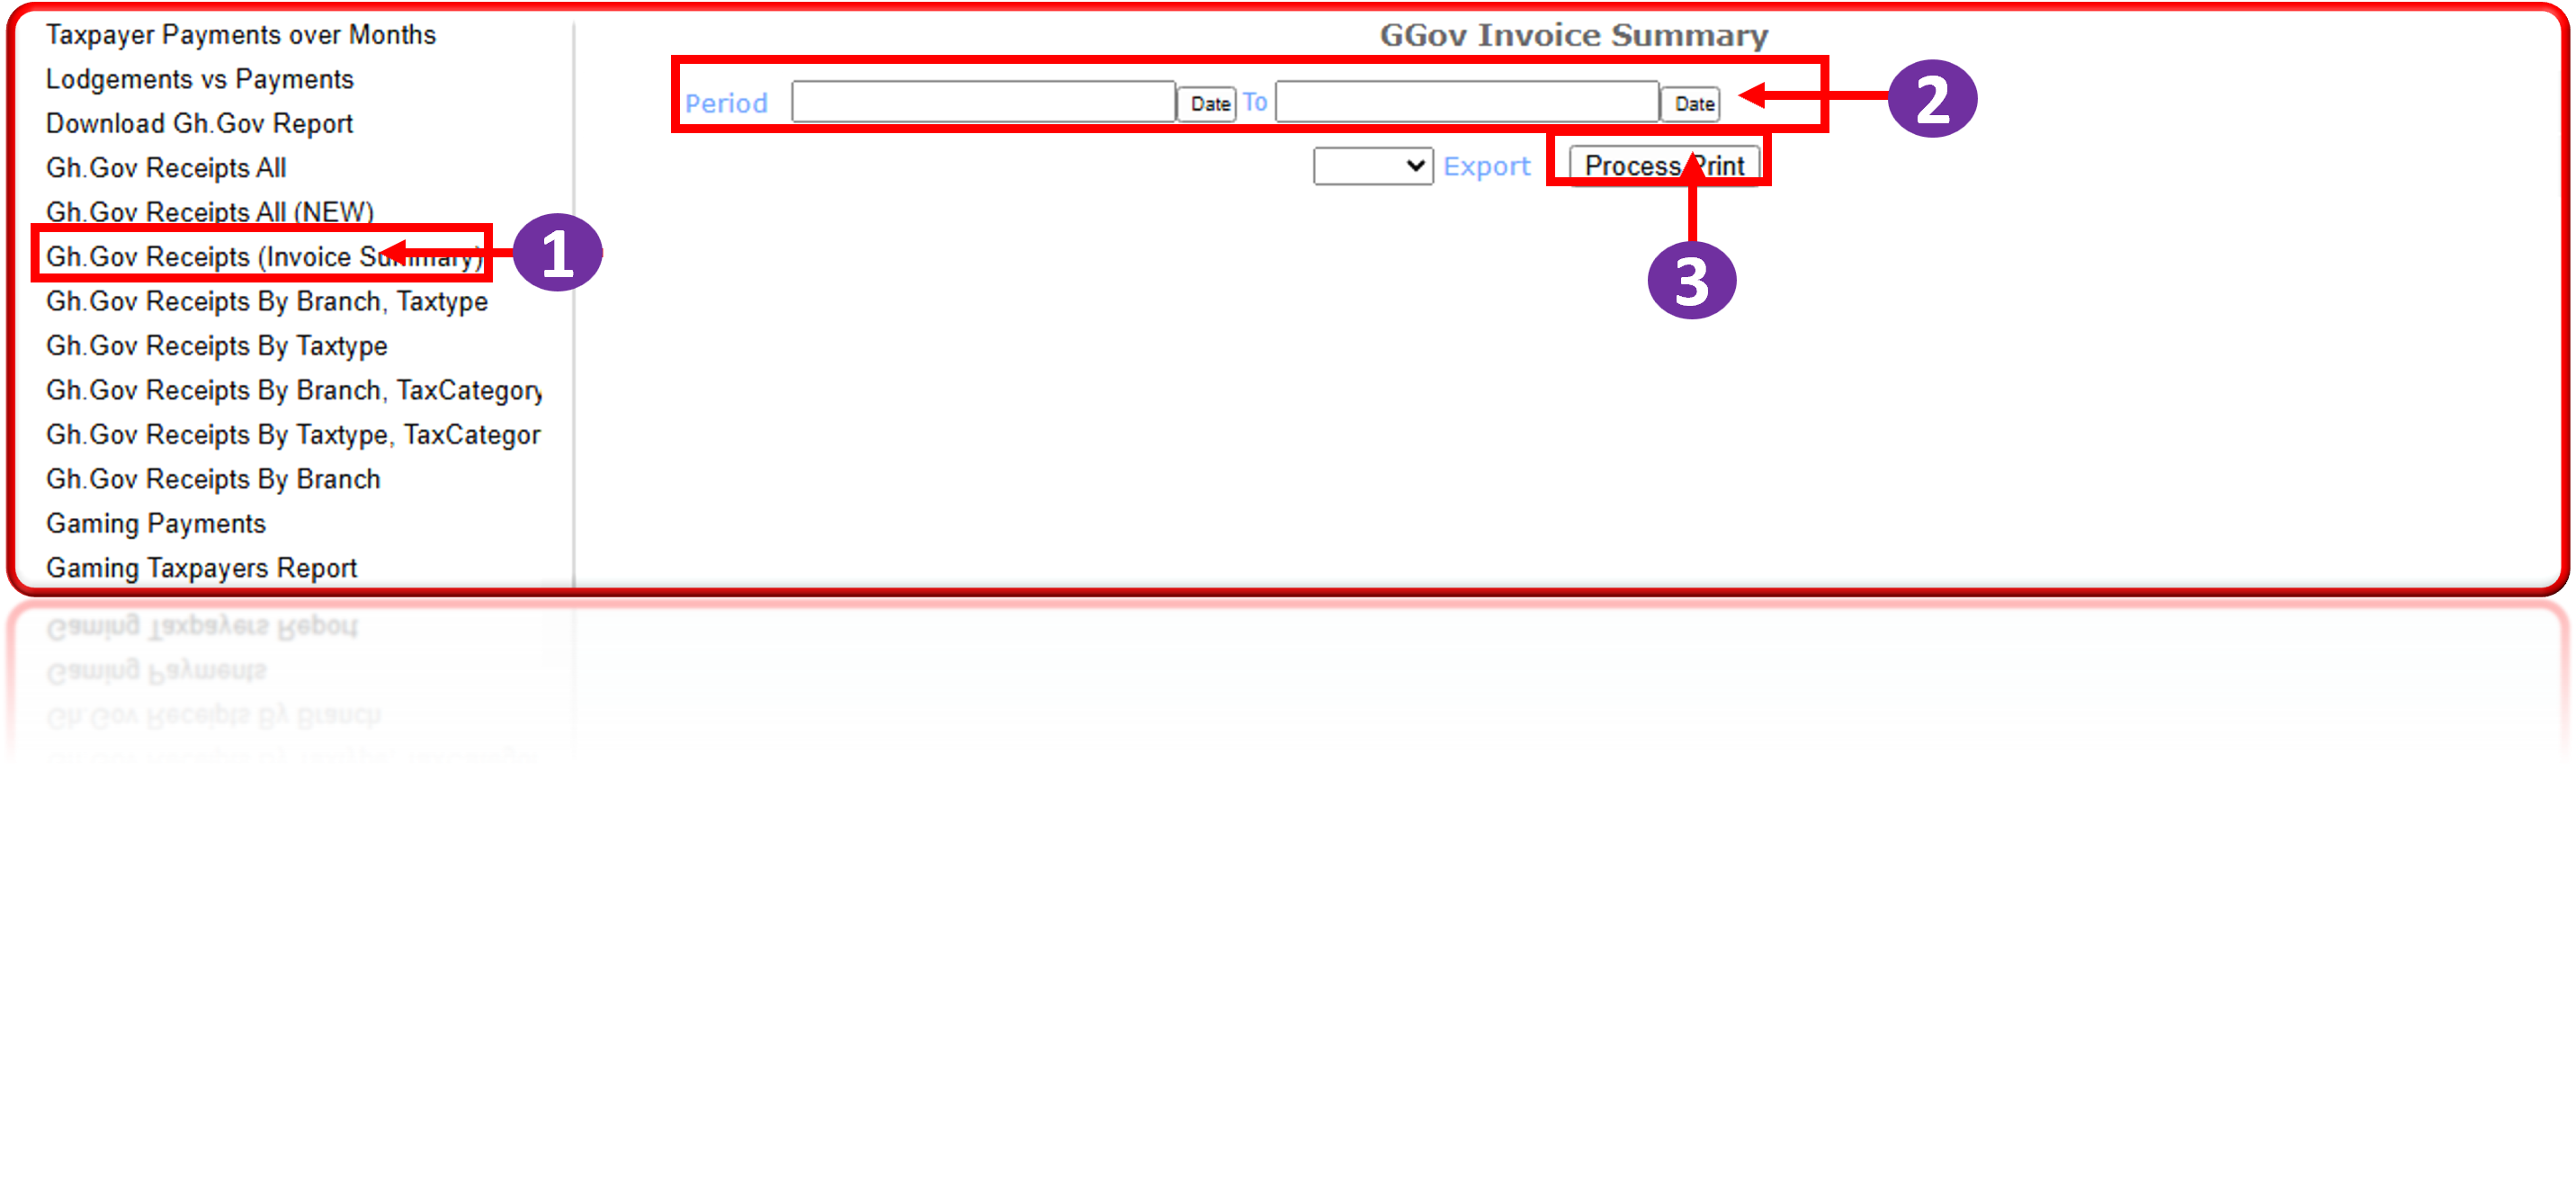 Taxpayer Payments over Months
Lodgements vs Payments
Download Gh.Gov Report
Gh.Gov Receipts All
Gh.Gov Receipts All (NEW)
Gh.Gov Receipts (Invoice Summary)
Gh.Gov Receipts By Branch, Taxtype
Gh.Gov Receipts By Taxtype
Gh.Gov Receipts By Branch, TaxCategory
Gh.Gov Receipts By Taxtype, TaxCategor
Gh.Gov Receipts By Branch
Gaming Payments
Gaming Taxpayers Report
1
GGov Invoice Summary
Period Date To Date
2
Export Process Print
3